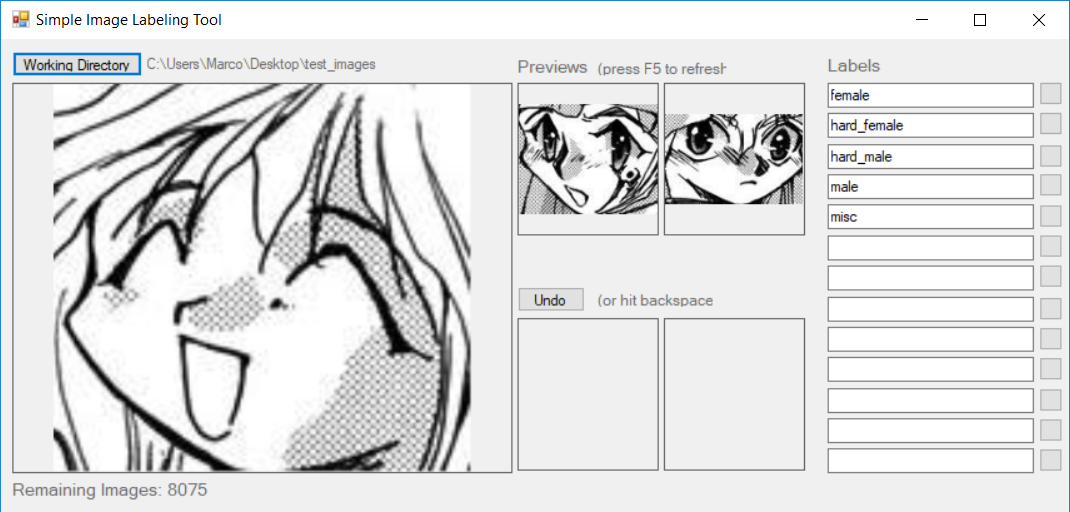 Simple Image Labeling Tool
Working Directory C:\Users\Marco\Desktop\test_images
Previews (press F5 to refresh
Labels
female
hard_female
hard_male
male
misc
Undo (or hit backspace
Remaining Images: 8075